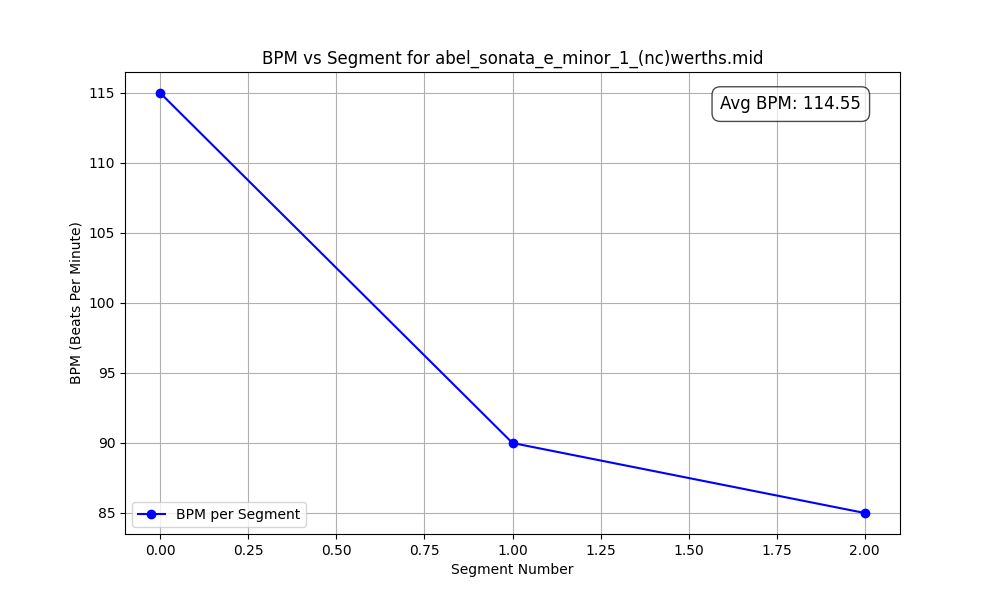 BPM vs Segment for abel_sonata_e_minor_1_(nc)werths.mid
Avg BPM: 114.55
BPM (Beats Per Minute)
115
110
105
100
95
90
85
BPM per Segment
0.00 0.25 0.50 0.75 1.00 1.25 1.50 1.75 2.00
Segment Number